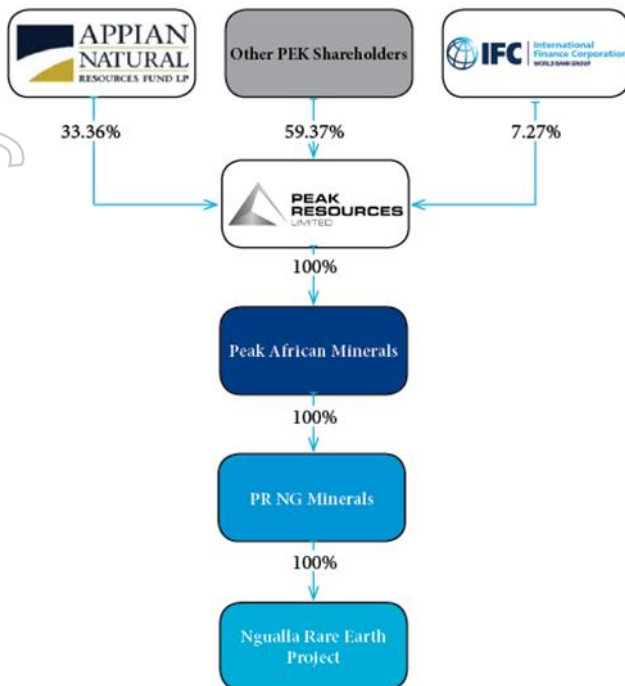 APPIAN
NATURAL
RESOURCES FUND LP
Other PEK Shareholders
IFC
International
Finance Corporation
WORLD BANK GROUP
33.36%
59.37%
7.27%
PEAK
RESOURCES
LIMITED
100%
Peak African Minerals
100%
PR NG Minerals
100%
Ngualla Rare Earth
Project